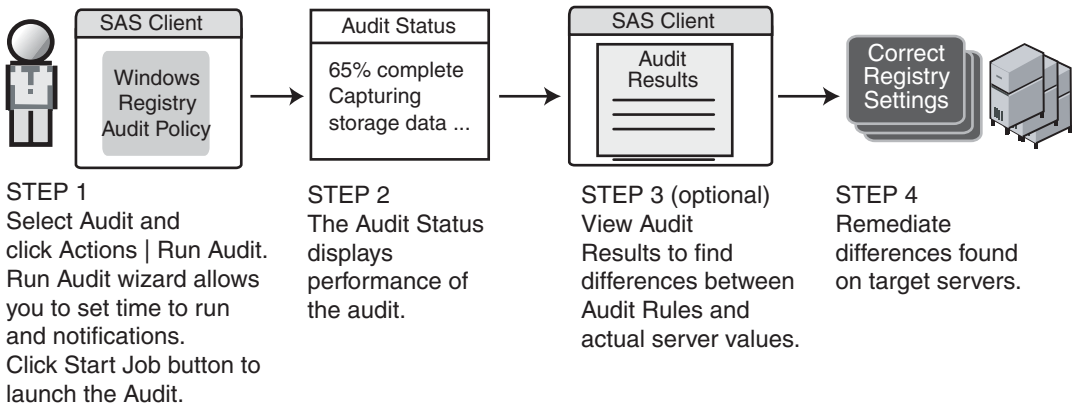 SAS Client
Windows
Registry
Audit Policy
Audit Status
65% complete
Capturing
storage data ...
SAS Client
Audit
Results
Correct
Registry
Settings
STEP 1
Select Audit and
click Actions | Run Audit.
Run Audit wizard allows
you to set time to run
and notifications.
Click Start Job button to
launch the Audit.
STEP 2
The Audit Status
displays
performance of
the audit.
STEP 3 (optional)
View Audit
Results to find
differences between
Audit Rules and
actual server values.
STEP 4
Remediate
differences found
on target servers.